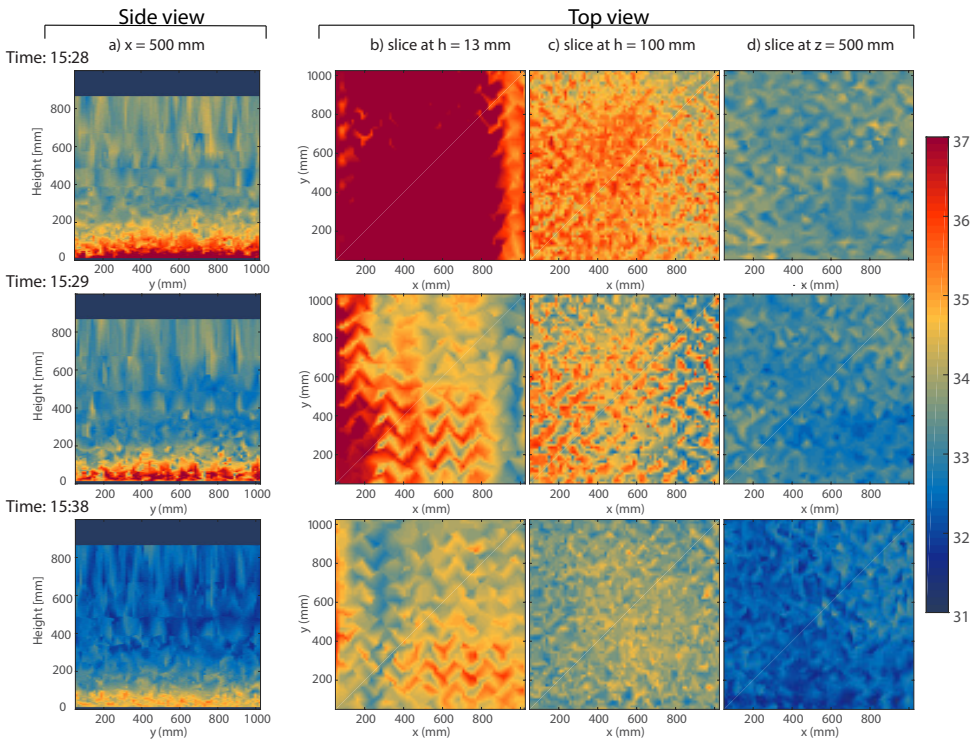 Side view Top view
a) x = 500 mm b) slice at h = 13 mm c) slice at h = 100 mm d) slice at z = 500 mm
Time: 15:28
800
600
400
200
0
Height [mm]
200 400 600 800 1000
y (mm)
1000
800
600
400
200
y (mm)
200 400 600 800
x (mm)
200 400 600 800
x (mm)
200 400 600 800
- x (mm)
Time: 15:29
800
600
400
200
0
Height [mm]
200 400 600 800 1000
y (mm)
1000
800
600
400
200
y (mm)
200 400 600 800
x (mm)
200 400 600 800
x (mm)
200 400 600 800
x (mm)
Time: 15:38
800
600
400
200
0
Height [mm]
200 400 600 800 1000
y (mm)
1000
800
600
400
200
y (mm)
200 400 600 800
x (mm)
200 400 600 800
x (mm)
200 400 600 800
x (mm)
37
36
35
34
33
32
31